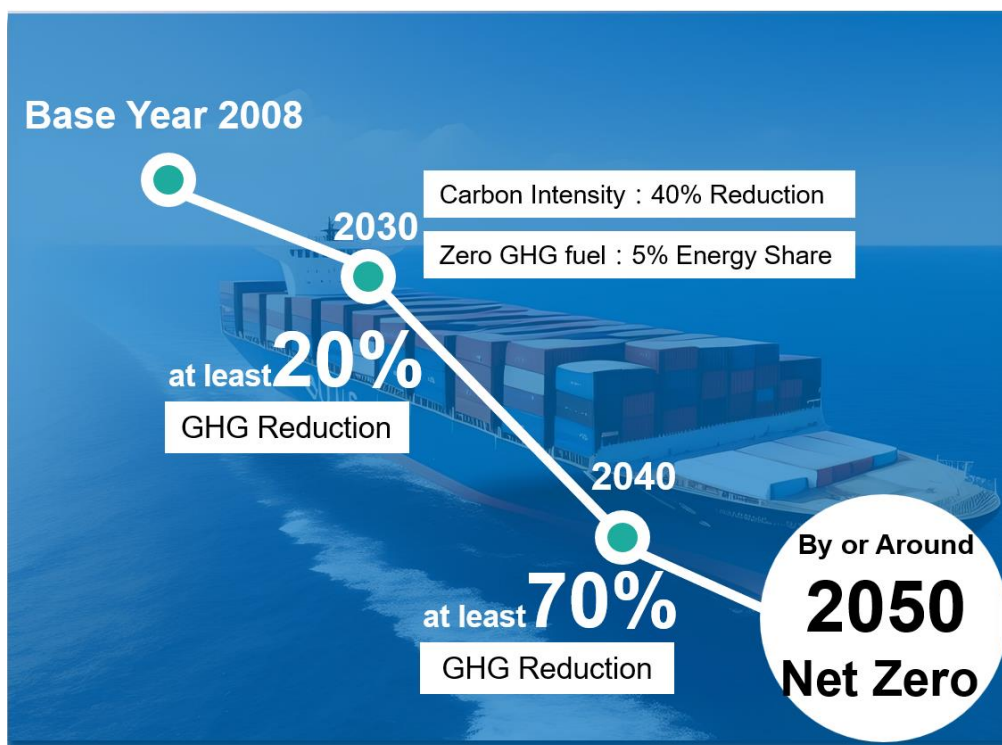 Base Year 2008
2030
Carbon Intensity：40% Reduction
Zero GHG fuel：5% Energy Share
at least 20%
GHG Reduction
2040
at least 70%
GHG Reduction
By or Around
2050
Net Zero